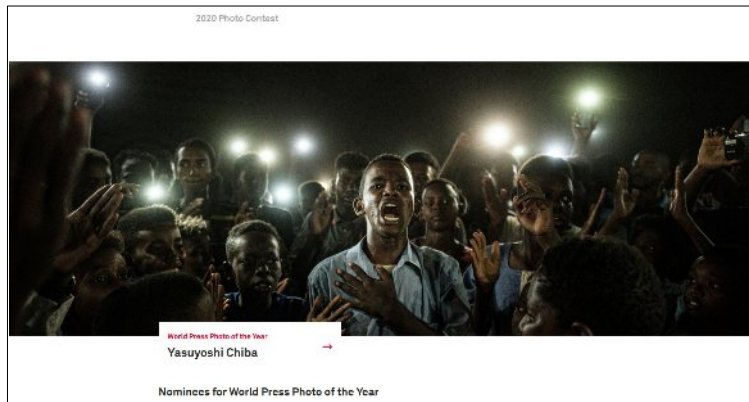 2020 Photo Contest
World Press Photo of the Year
Yasuyoshi Chiba
→
Nominees for World Press Photo of the Year